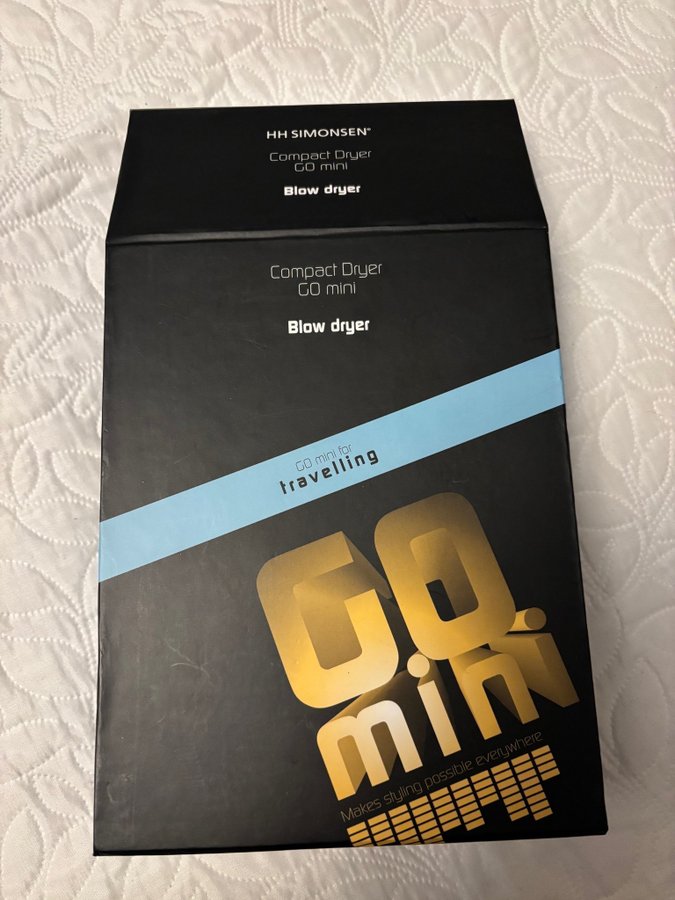 HH SIMONSEN®
Compact Dryer
GO mini
Blow dryer
Compact Dryer
GO mini
Blow dryer
GO mini for
travelling
GO
mini
Makes styling possible everywhere